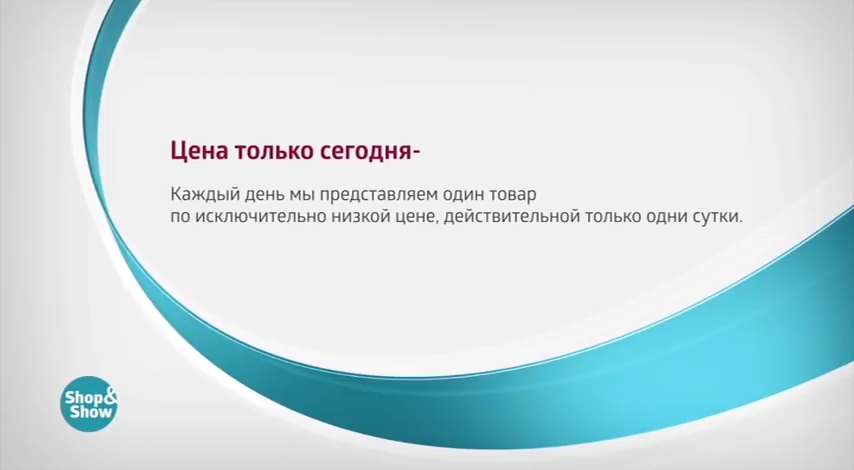 Цена только сегодня-
Каждый день мы представляем один товар
по исключительно низкой цене, действительной только одни сутки.
Shop&
Show